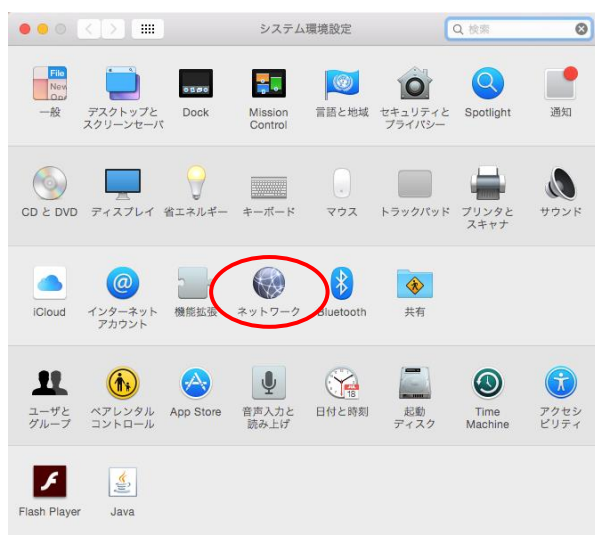 システム環境設定
検索
File
New
一般
デスクトップと
スクリーンセーバ
Dock
Mission
Control
言語と地域
セキュリティと
プライバシー
Spotlight
通知
CD と DVD
ディスプレイ
省エネルギー
キーボード
マウス
トラックパッド
プリンタと
スキャナ
サウンド
iCloud
@
インターネット
アカウント
機能拡張
ネットワーク
Bluetooth
共有
ユーザと
グループ
ペアレンタル
コントロール
App Store
音声入力と
読み上げ
18
日付と時刻
起動
ディスク
Time
Machine
アクセシ
ビリティ
Flash Player
Java